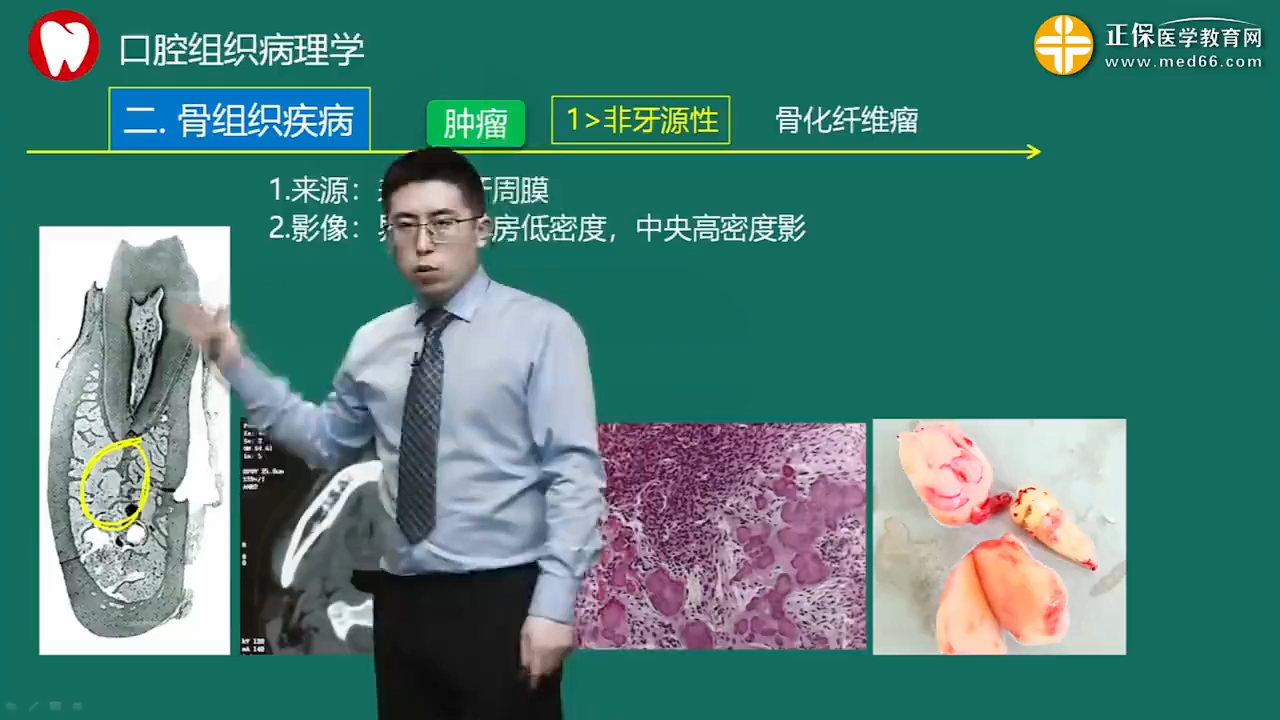 口腔组织病理学
正保医学教育网
www.med66.com
二. 骨组织疾病
肿瘤
1>非牙源性
骨化纤维瘤
1.来源：
周膜
2.影像：
房低密度，中央高密度影